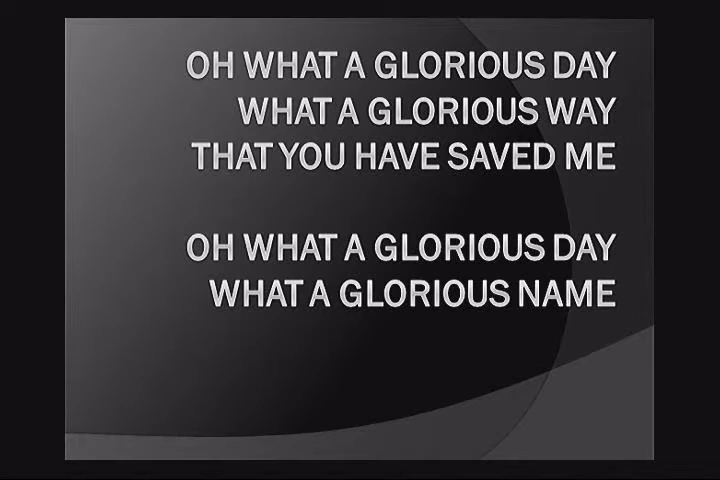 OH WHAT A GLORIOUS DAY
WHAT A GLORIOUS WAY
THAT YOU HAVE SAVED ME
OH WHAT A GLORIOUS DAY
WHAT A GLORIOUS NAME